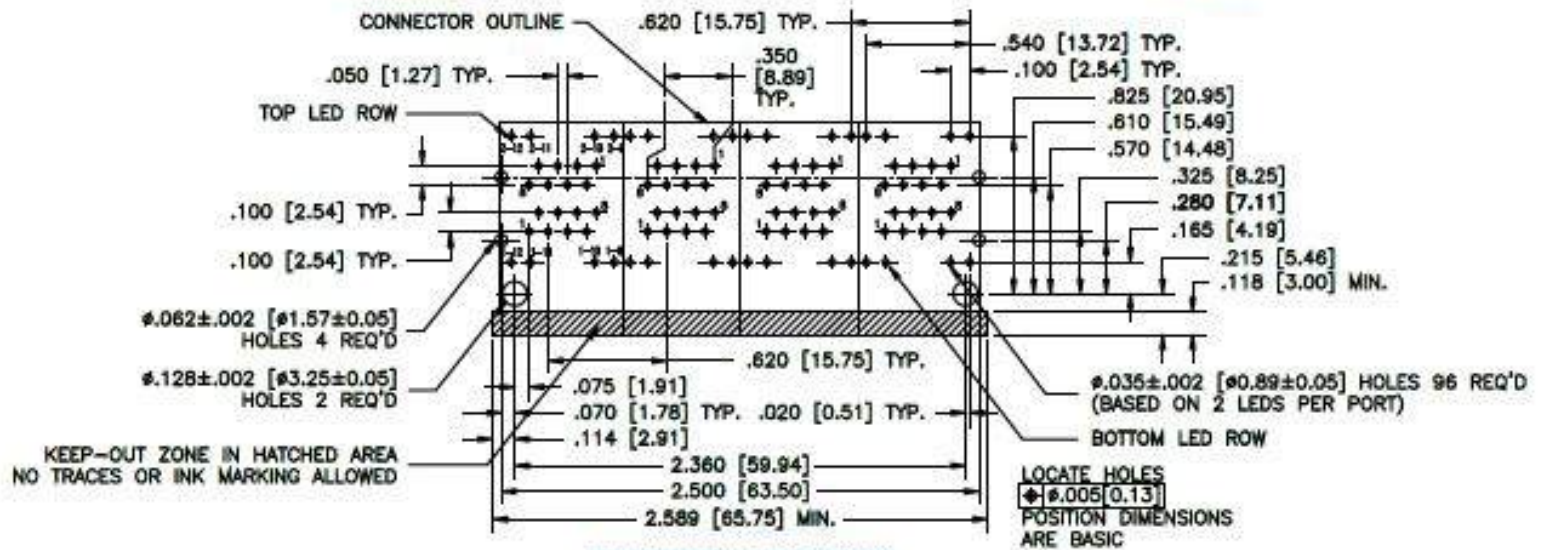 CONNECTOR OUTLINE
.620 [15.75] TYP.
.540 [13.72] TYP.
.350
[8.89]
TYP.
.050 [1.27] TYP.
.100 [2.54] TYP.
.825 [20.95]
TOP LED ROW
.610 [15.49]
.570 [14.48]
.325 [8.25]
.100 [2.54] TYP.
.280 [7.11]
.165 [4.19]
.100 [2.54] TYP.
.215 [5.46]
.118 [3.00] MIN.
ø.062±.002 [ø1.57±0.05]
HOLES 4 REQ'D
.620 [15.75] TYP.
ø.128±.002 [ø3.25±0.05]
HOLES 2 REQ'D
.075 [1.91]
ø.035±.002 [ø0.89±0.05] HOLES 96 REQ'D
(BASED ON 2 LEDS PER PORT)
.070 [1.78] TYP. .020 [0.51] TYP.
.114 [2.91]
BOTTOM LED ROW
KEEP-OUT ZONE IN HATCHED AREA
NO TRACES OR INK MARKING ALLOWED
2.360 [59.94]
2.500 [63.50]
2.589 [65.75] MIN.
LOCATE HOLES
ø.005[0.13]
POSITION DIMENSIONS
ARE BASIC